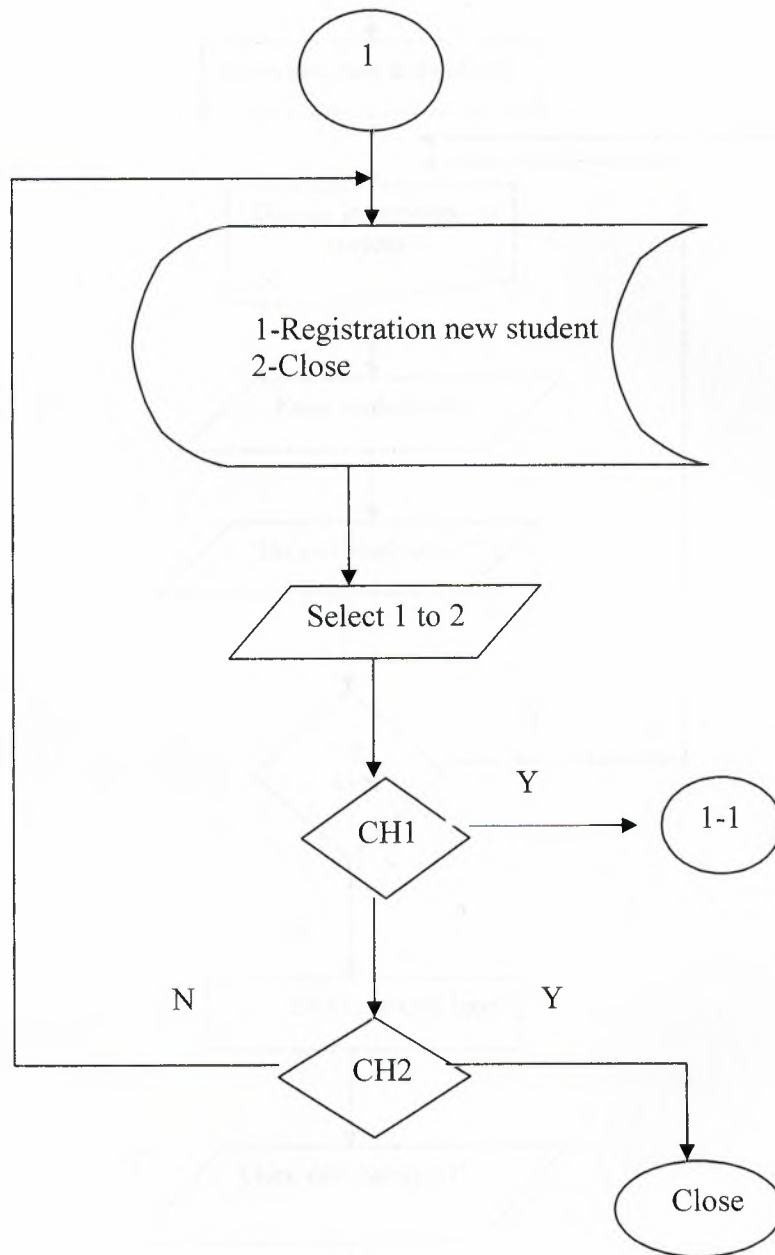 1
1-Registration new student
2-Close
Select 1 to 2
Y
CH1
1-1
N
Y
CH2
Close